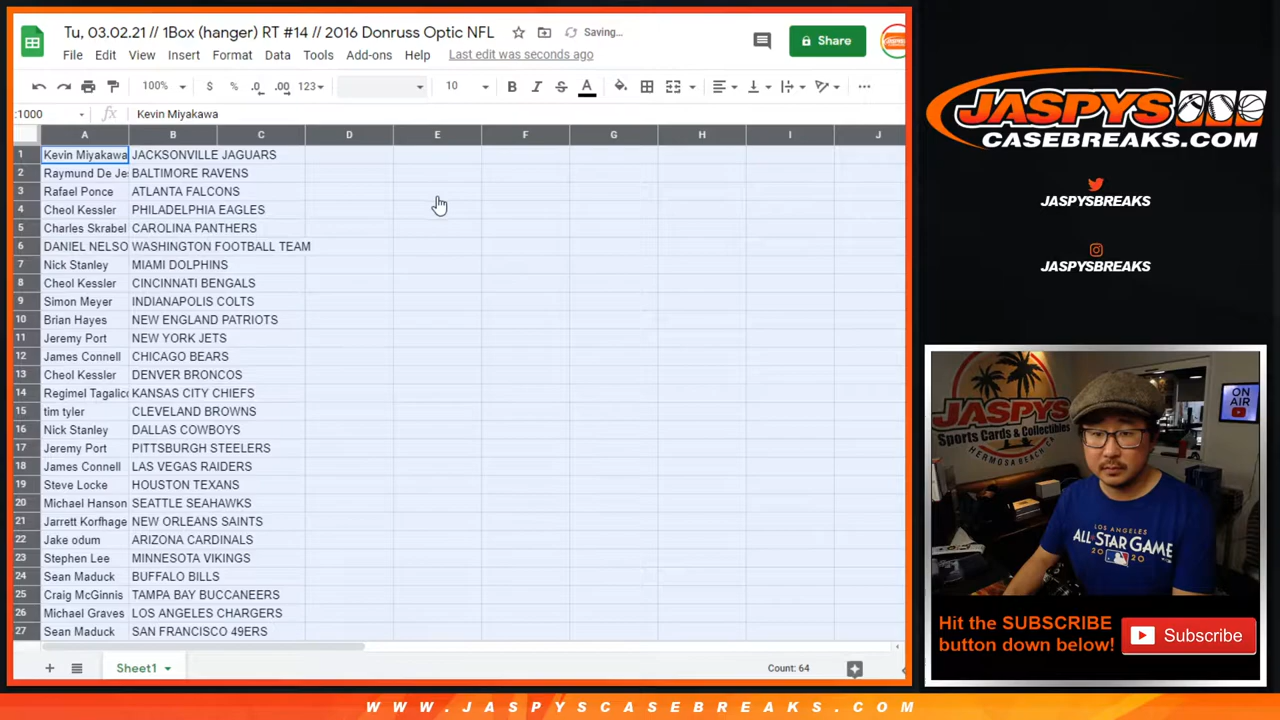 Tu, 03.02.21 // 1Box (hanger) RT #14 // 2016 Donruss Optic NFL Saving...
File Edit View Insert Format Data Tools Add-ons Help Last edit was seconds ago
Share
100% $ % .0 .00 123 10 B I S A
:1000 fx Kevin Miyakawa
A B C D E F G H I J
1 Kevin Miyakawa JACKSONVILLE JAGUARS
2 Raymund De Je BALTIMORE RAVENS
3 Rafael Ponce ATLANTA FALCONS
4 Cheol Kessler PHILADELPHIA EAGLES
5 Charles Skrabel CAROLINA PANTHERS
6 DANIEL NELSO WASHINGTON FOOTBALL TEAM
7 Nick Stanley MIAMI DOLPHINS
8 Cheol Kessler CINCINNATI BENGALS
9 Simon Meyer INDIANAPOLIS COLTS
10 Brian Hayes NEW ENGLAND PATRIOTS
11 Jeremy Port NEW YORK JETS
12 James Connell CHICAGO BEARS
13 Cheol Kessler DENVER BRONCOS
14 Regimel Tagalico KANSAS CITY CHIEFS
15 tim tyler CLEVELAND BROWNS
16 Nick Stanley DALLAS COWBOYS
17 Jeremy Port PITTSBURGH STEELERS
18 James Connell LAS VEGAS RAIDERS
19 Steve Locke HOUSTON TEXANS
20 Michael Hanson SEATTLE SEAHAWKS
21 Jarrett Korfhage NEW ORLEANS SAINTS
22 Jake odum ARIZONA CARDINALS
23 Stephen Lee MINNESOTA VIKINGS
24 Sean Maduck BUFFALO BILLS
25 Craig McGinnis TAMPA BAY BUCCANEERS
26 Michael Graves LOS ANGELES CHARGERS
27 Sean Maduck SAN FRANCISCO 49ERS
Sheet1 Count: 64
JASPYS
CASEBREAKS.COM
JASPYSBREAKS
JASPYSBREAKS
JASPYS
Sports Cards & Collectibles
HERMOSA BEACH CA
ON
AIR
LOS ANGELES
ALL-STAR GAME
2020
Hit the SUBSCRIBE
button down below!
Subscribe
WWW.JASPYSCASEBREAKS.COM